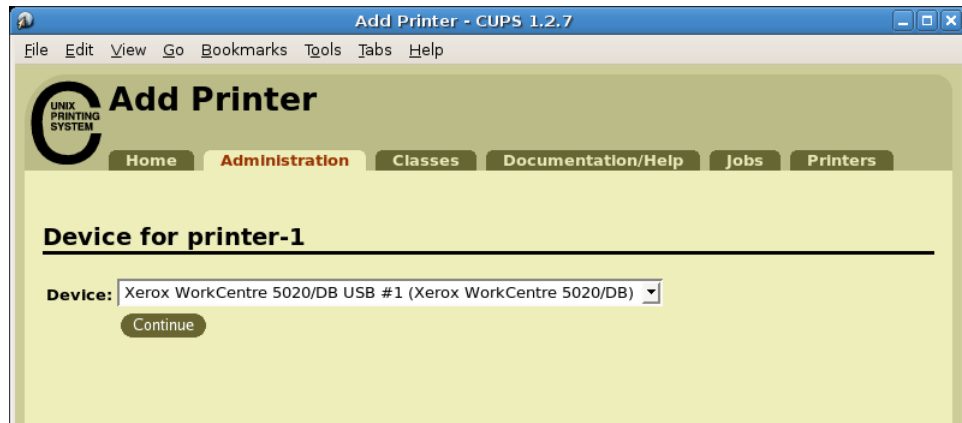 Add Printer - CUPS 1.2.7
File Edit View Go Bookmarks Tools Tabs Help
UNIX
PRINTING
SYSTEM
Add Printer
Home Administration Classes Documentation/Help Jobs Printers
Device for printer-1
Device: Xerox WorkCentre 5020/DB USB #1 (Xerox WorkCentre 5020/DB)
Continue